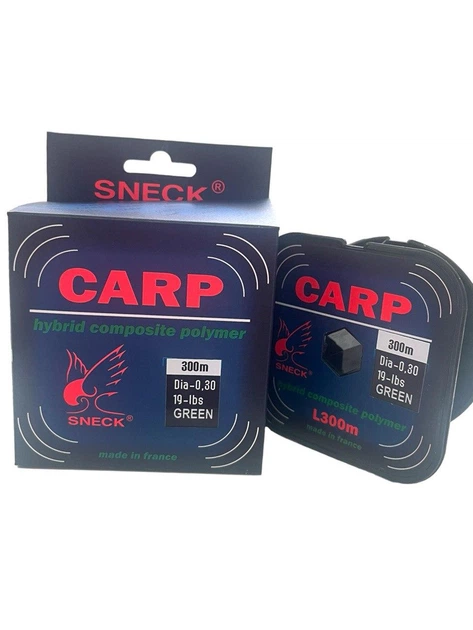 SNECK®
CARP
hybrid composite polymer
300m
Dia-0,30
19-lbs
GREEN
SNECK®
made in france
CARP
300m
Dia-0,30
19-lbs
GREEN
hybrid composite polymer
L300m
made in france